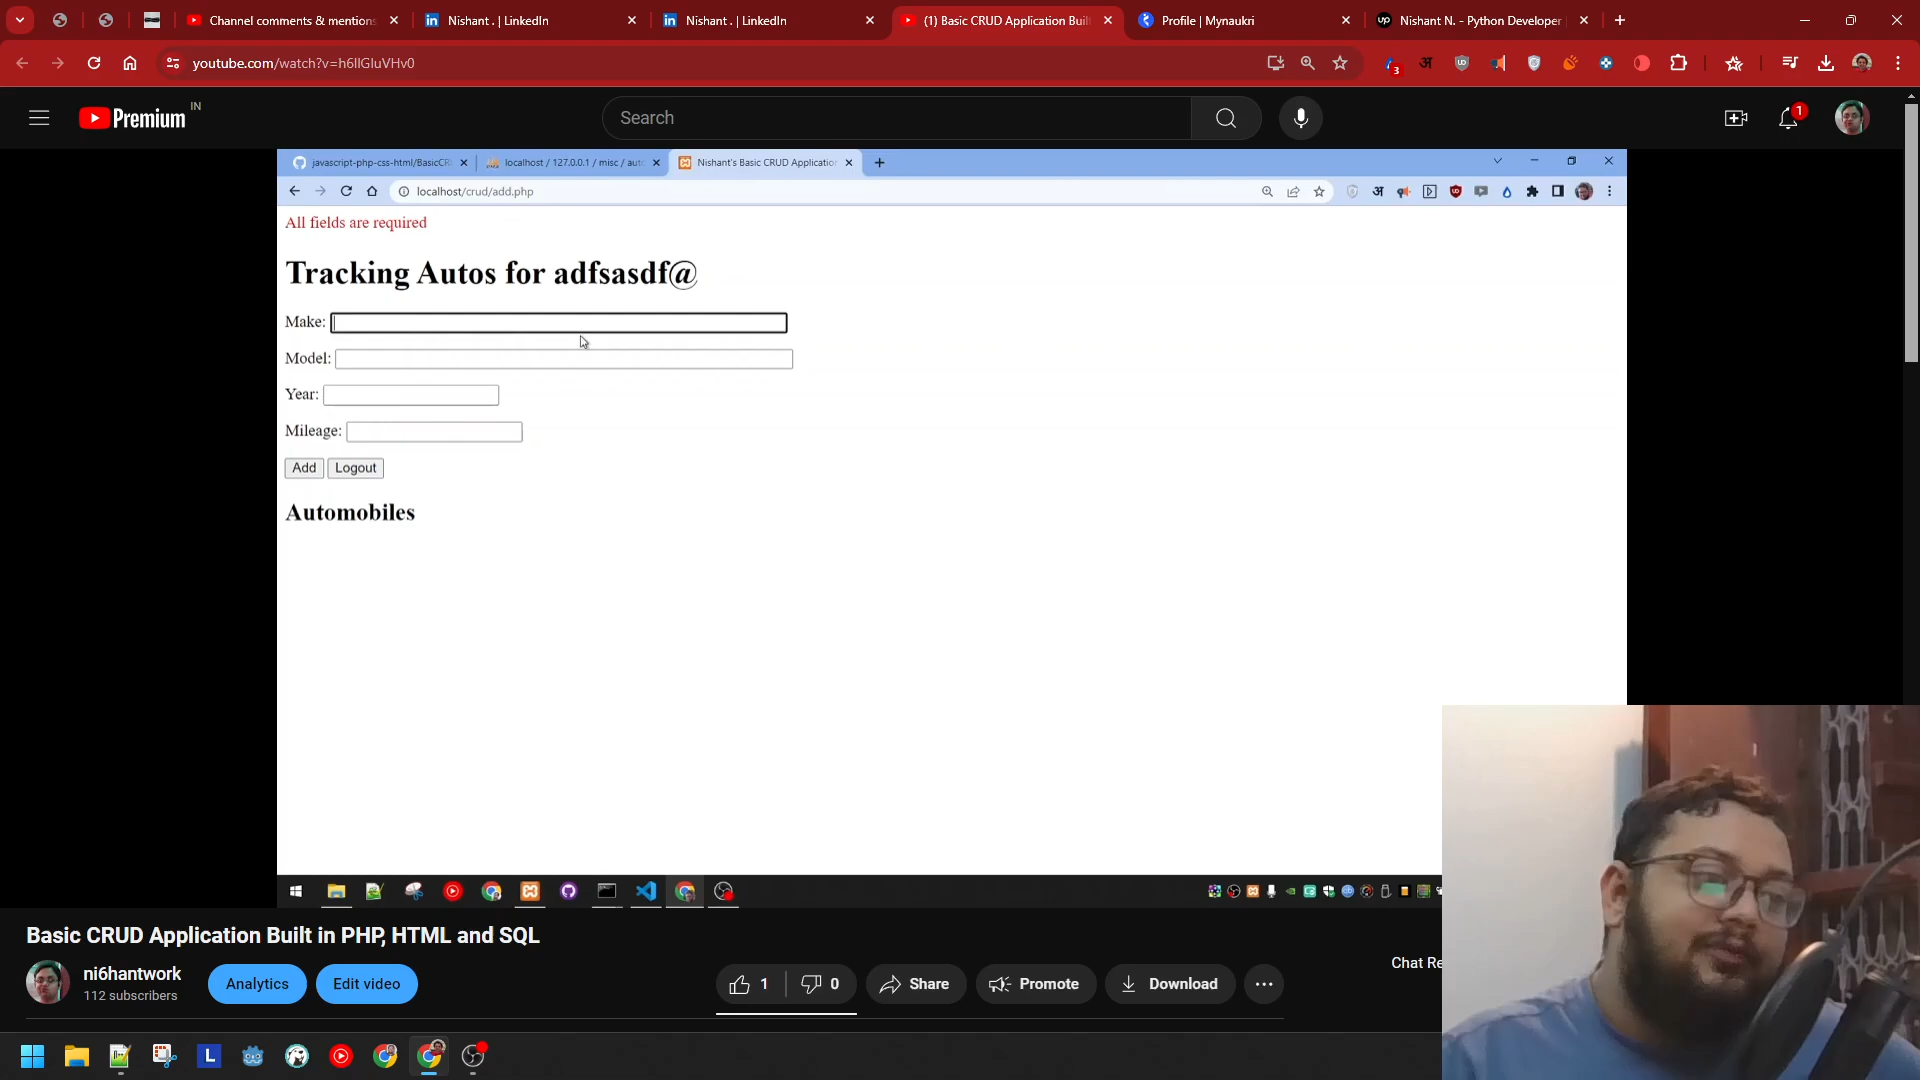 Channel comments & mentions
Nishant . | LinkedIn
Nishant . | LinkedIn
(1) Basic CRUD Application Buil
Profile | Mynaukri
Nishant N. - Python Developer
youtube.com/watch?v=h6lIGIuVHv0
3
Premium
IN
Search
1
javascript-php-css-html/BasicCR
localhost / 127.0.0.1 / misc / aut
Nishant's Basic CRUD Application
localhost/crud/add.php
All fields are required
Tracking Autos for adfsasdf@
Make:
Model:
Year:
Mileage:
Add
Logout
Automobiles
Basic CRUD Application Built in PHP, HTML and SQL
ni6hantwork
112 subscribers
Analytics
Edit video
1
0
Share
Promote
Download
Chat Re
L